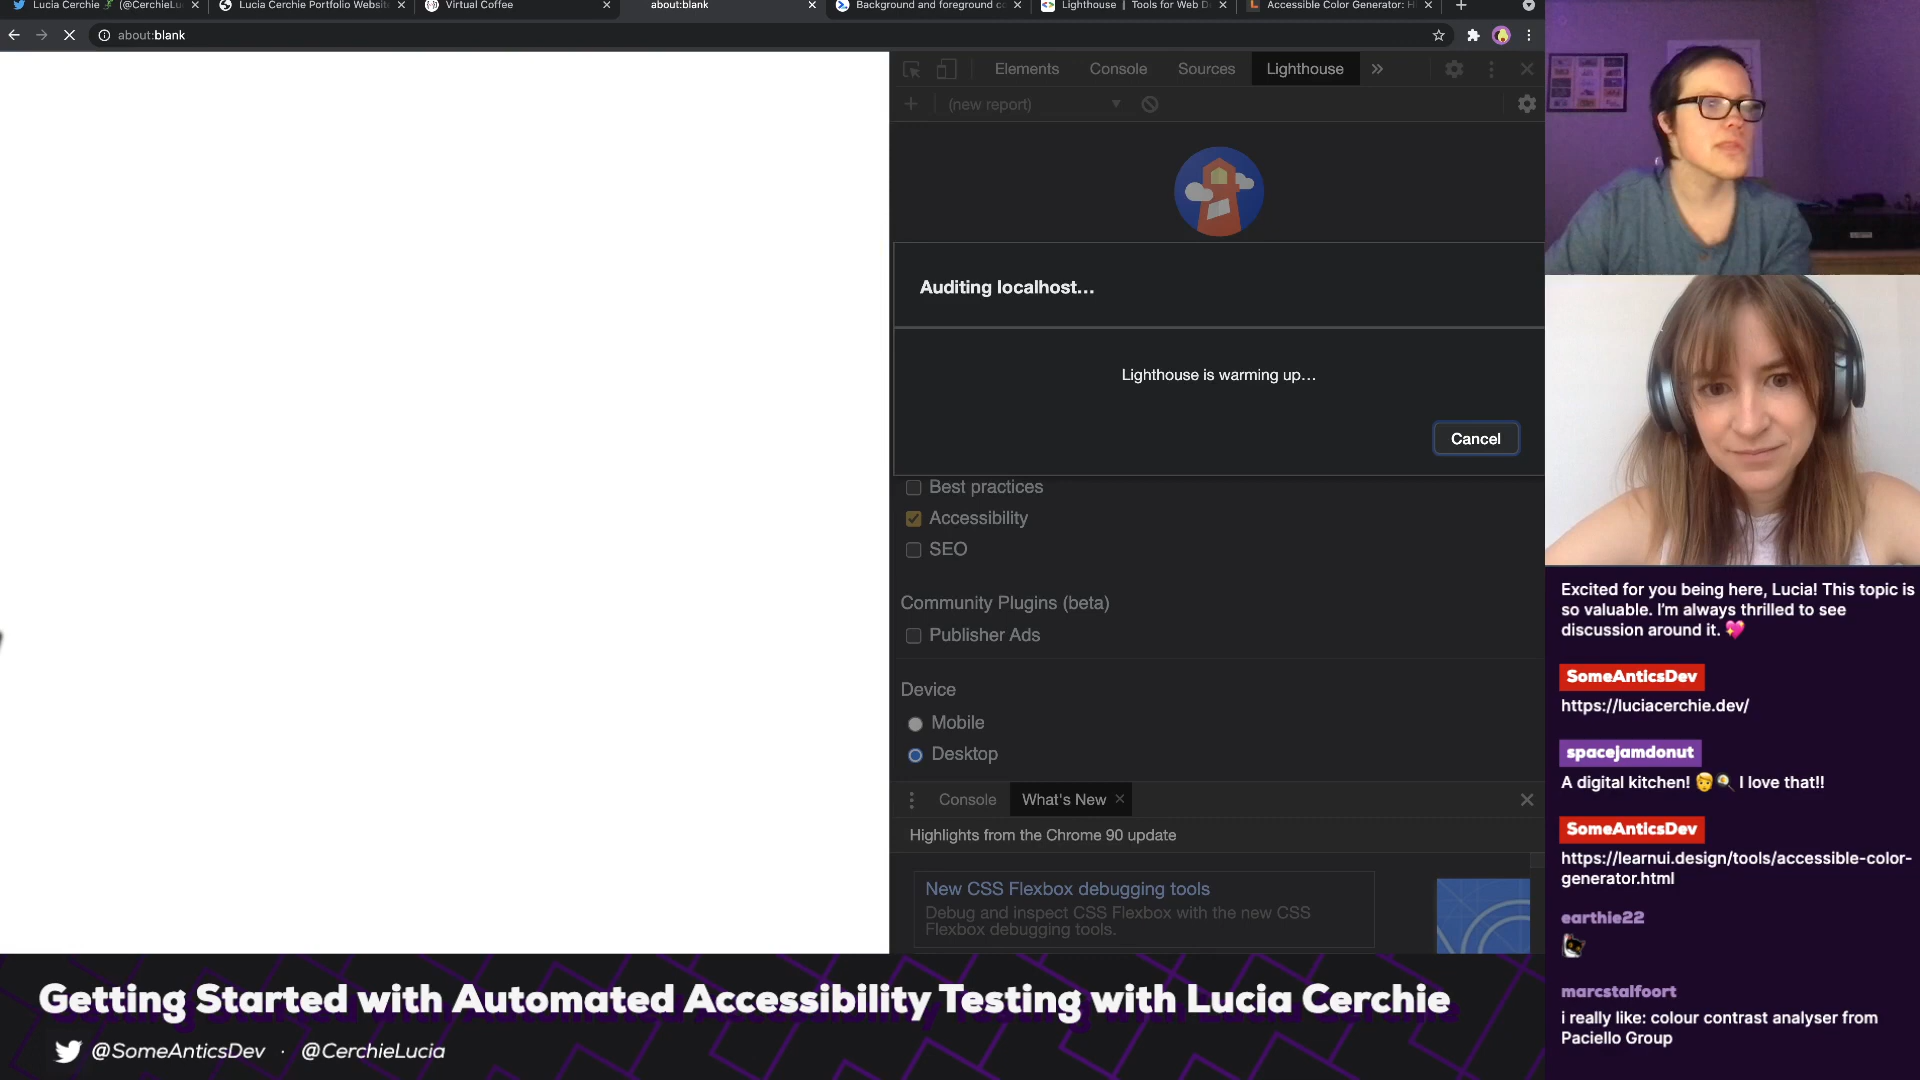 Lucia Cerchie (@CerchieLu
Lucia Cerchie Portfolio Website
Virtual Coffee
about:blank
Background and foreground co
Lighthouse | Tools for Web D
Accessible Color Generator: H
about:blank
Elements
Console
Sources
Lighthouse
(new report)
Auditing localhost…
Lighthouse is warming up…
Cancel
Best practices
Accessibility
SEO
Community Plugins (beta)
Publisher Ads
Device
Mobile
Desktop
Console
What's New
Highlights from the Chrome 90 update
New CSS Flexbox debugging tools
Debug and inspect CSS Flexbox with the new CSS
Flexbox debugging tools.
Excited for you being here, Lucia! This topic is
so valuable. I’m always thrilled to see
discussion around it. 💖
SomeAnticsDev
https://luciacerchie.dev/
spacejamdonut
A digital kitchen! 🧑‍🍳 I love that!!
SomeAnticsDev
https://learnui.design/tools/accessible-color-
generator.html
earthie22
marcstalfoort
i really like: colour contrast analyser from
Paciello Group
Getting Started with Automated Accessibility Testing with Lucia Cerchie
@SomeAnticsDev · @CerchieLucia